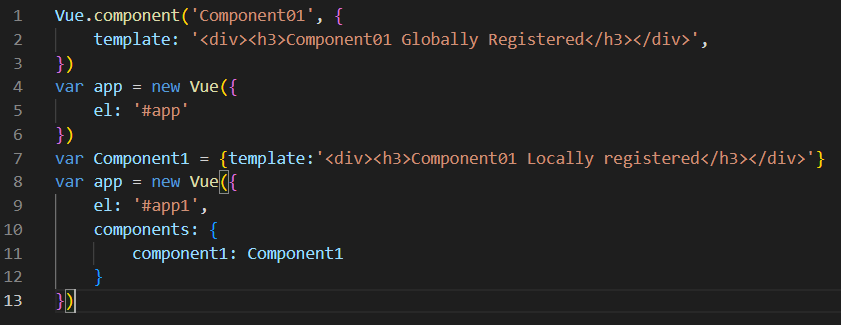 1 Vue.component('Component01', {
2     template: '<div><h3>Component01 Globally Registered</h3></div>',
3 })
4 var app = new Vue({
5     el: '#app'
6 })
7 var Component1 = {template:'<div><h3>Component01 Locally registered</h3></div>'}
8 var app = new Vue({
9     el: '#app1',
10     components: {
11         component1: Component1
12     }
13 })